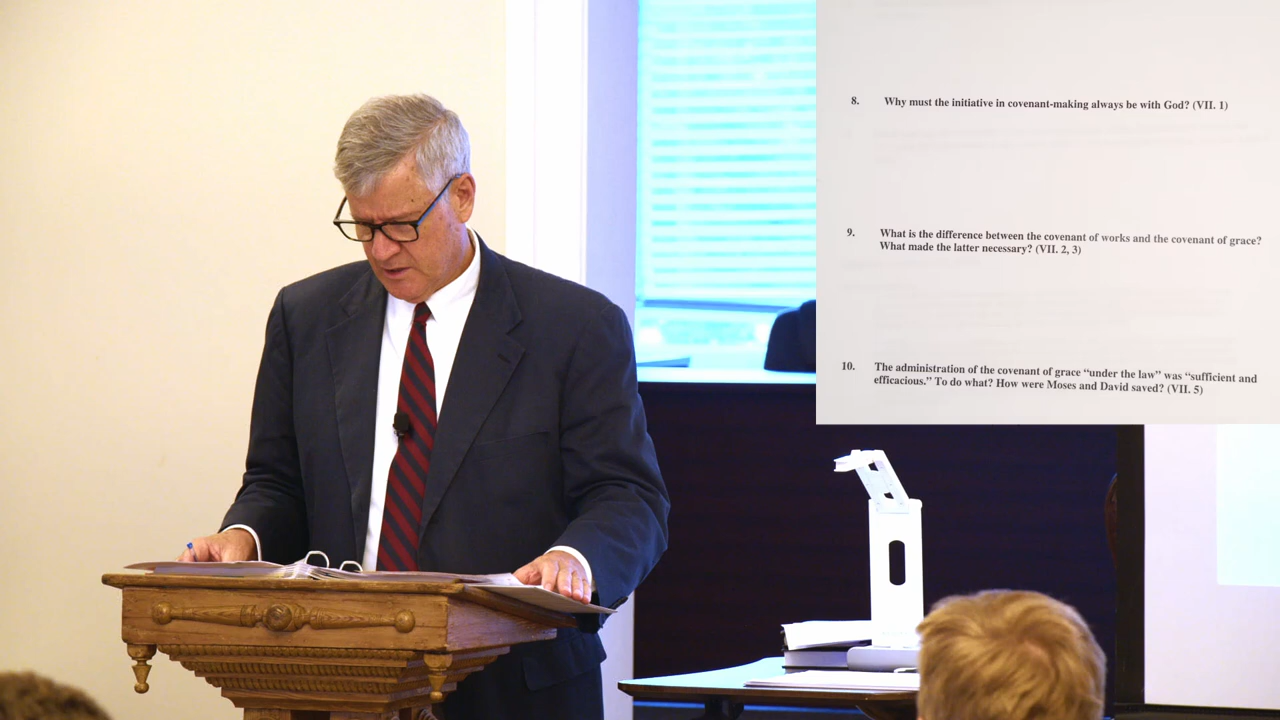 8. Why must the initiative in covenant-making always be with God? (VII. 1)
9. What is the difference between the covenant of works and the covenant of grace?
What made the latter necessary? (VII. 2, 3)
10. The administration of the covenant of grace “under the law” was “sufficient and
efficacious.” To do what? How were Moses and David saved? (VII. 5)